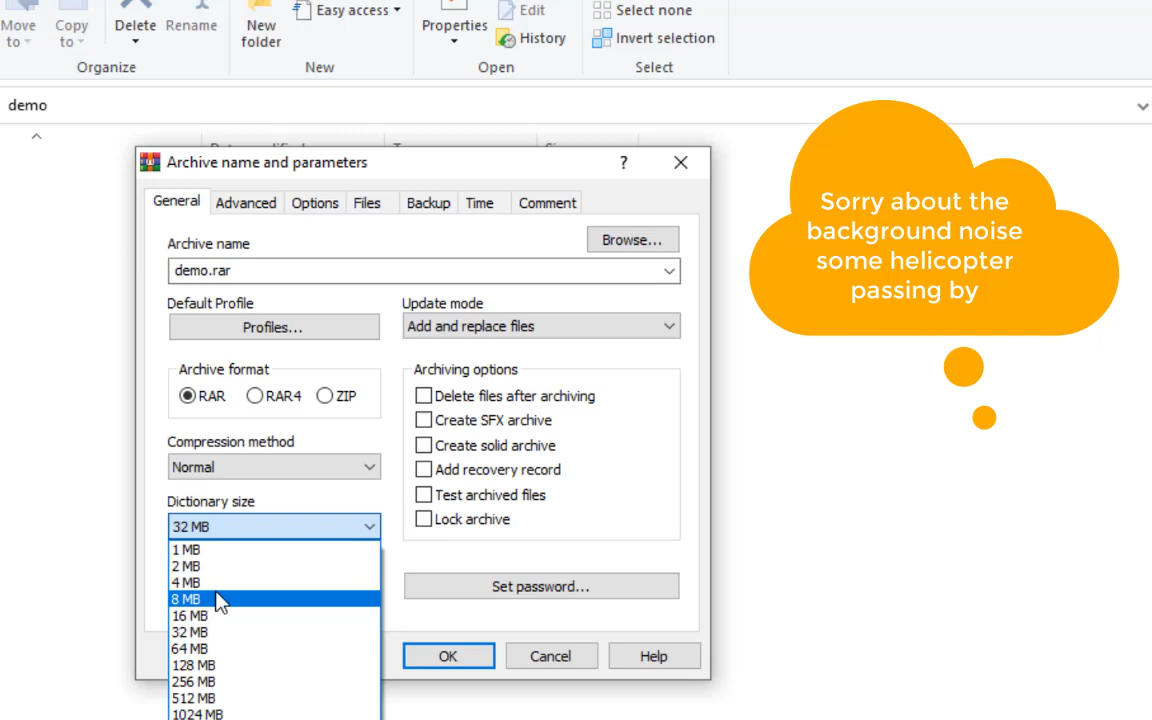 Move to
Copy to
Delete
Rename
New folder
Easy access
Properties
Edit
History
Select none
Invert selection
Organize
New
Open
Select
demo
Archive name and parameters
?
General
Advanced
Options
Files
Backup
Time
Comment
Archive name
Browse...
demo.rar
Default Profile
Profiles...
Update mode
Add and replace files
Archive format
RAR
RAR4
ZIP
Archiving options
Delete files after archiving
Create SFX archive
Create solid archive
Add recovery record
Test archived files
Lock archive
Compression method
Normal
Dictionary size
32 MB
1 MB
2 MB
4 MB
8 MB
16 MB
32 MB
64 MB
128 MB
256 MB
512 MB
1024 MB
Set password...
OK
Cancel
Help
Sorry about the
background noise
some helicopter
passing by